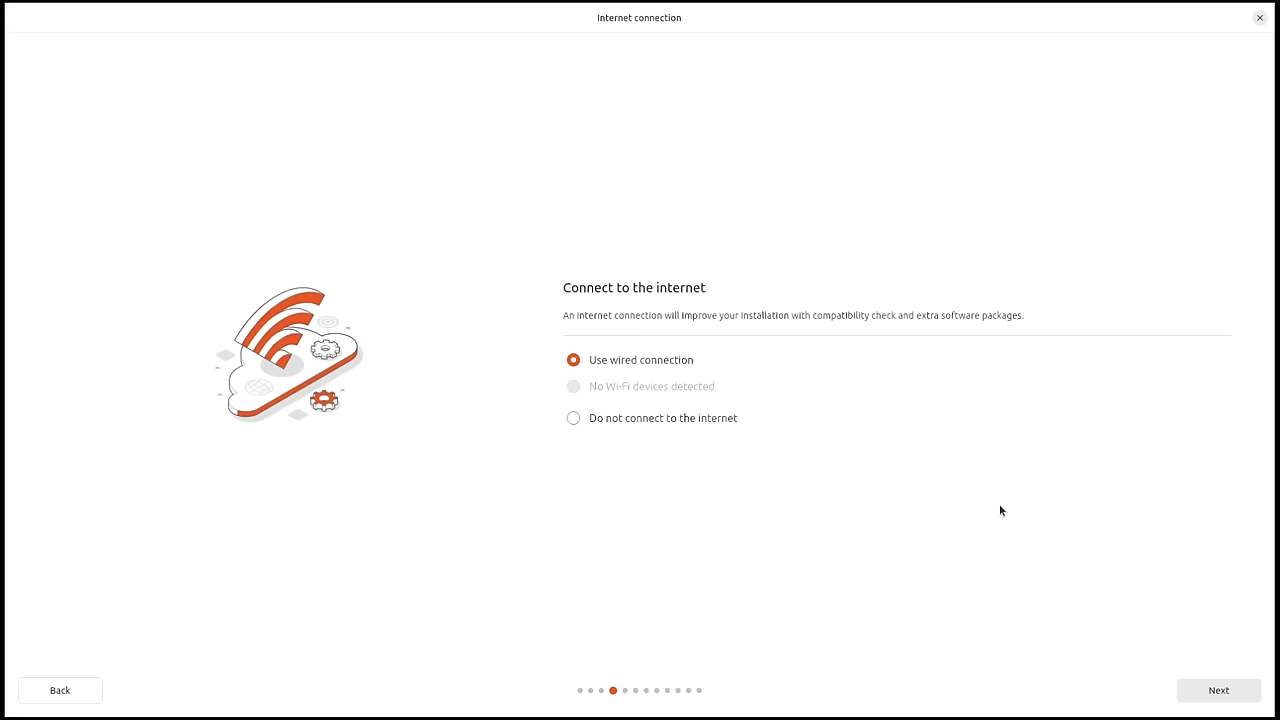 Internet connection
Connect to the internet
An internet connection will improve your installation with compatibility check and extra software packages.
Use wired connection
No Wi-Fi devices detected
Do not connect to the internet
Back
Next